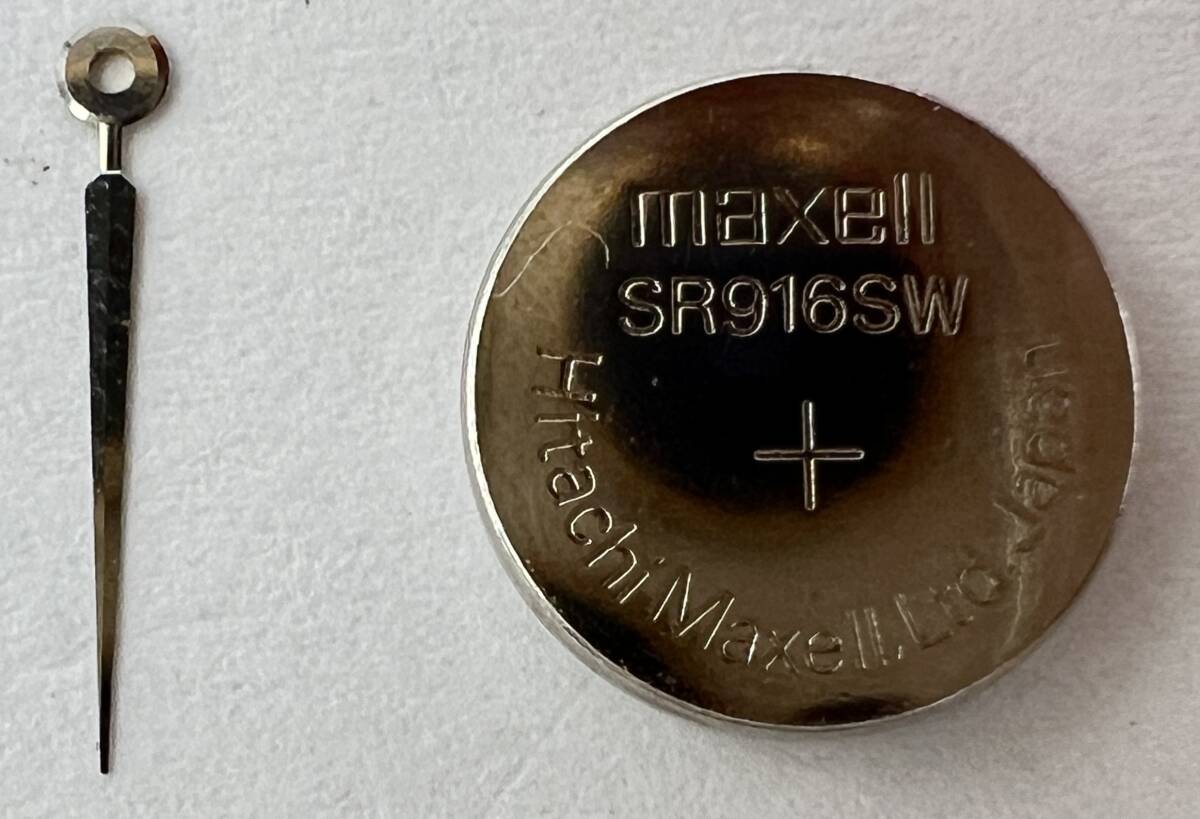 maxell
SR916SW
+
Hitachi Maxell. Ltd. Japan